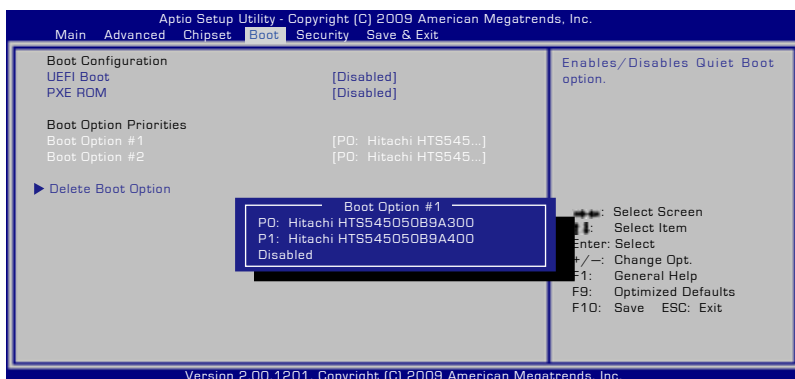 Aptio Setup Utility - Copyright (C) 2009 American Megatrends, Inc.
Main Advanced Chipset Boot Security Save & Exit
Boot Configuration
UEFI Boot [Disabled]
PXE ROM [Disabled]
Boot Option Priorities
Boot Option #1 [P0: Hitachi HTS545...]
Boot Option #2 [P0: Hitachi HTS545...]
Delete Boot Option
Boot Option #1
P0: Hitachi HTS545050B9A300
P1: Hitachi HTS545050B9A400
Disabled
Enables/Disables Quiet Boot
option.
: Select Screen
: Select Item
Enter: Select
+/—: Change Opt.
F1: General Help
F9: Optimized Defaults
F10: Save ESC: Exit
Version 2.00.1201. Copyright (C) 2009 American Megatrends, Inc.